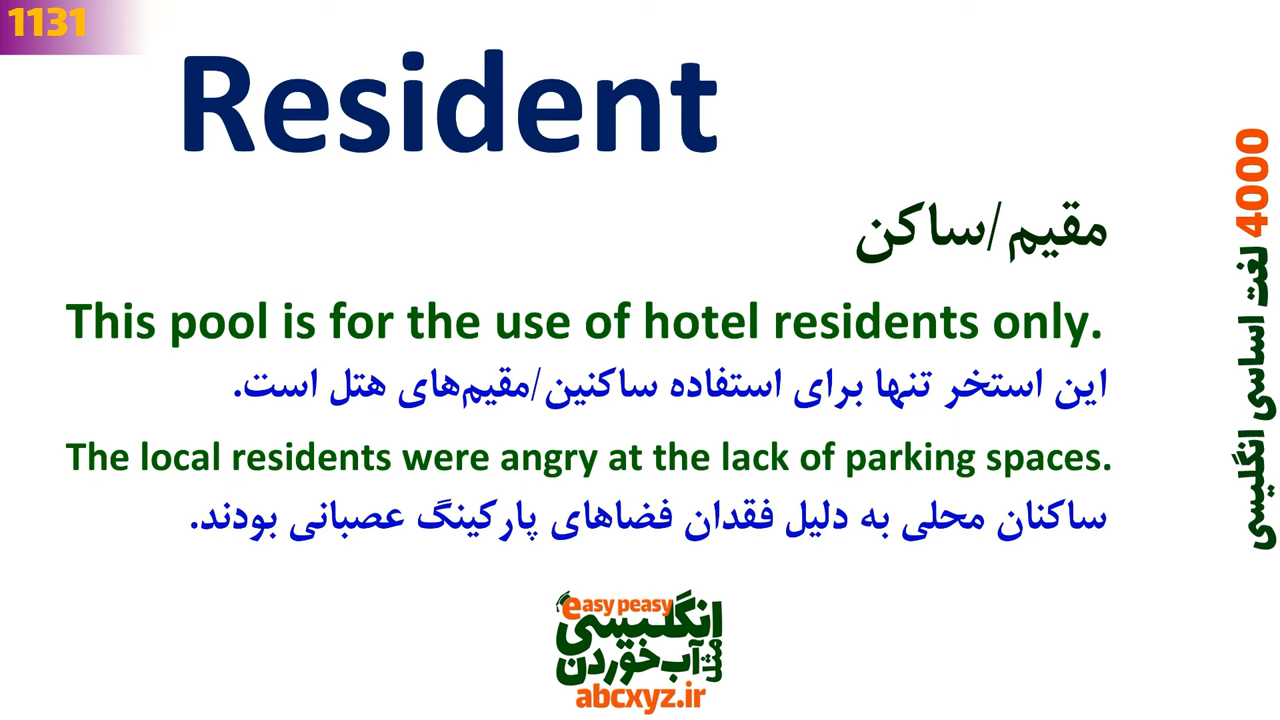 1131
Resident
مقیم/ساکن
This pool is for the use of hotel residents only.
این استخر تنها برای استفاده ساکنین/مقیم‌های هتل است.
The local residents were angry at the lack of parking spaces.
ساکنان محلی به دلیل فقدان فضاهای پارکینگ عصبانی بودند.
4000 لغت اساسی انگلیسی
easy peasy
انگلیسی
مثل آب خوردن
abcxyz.ir